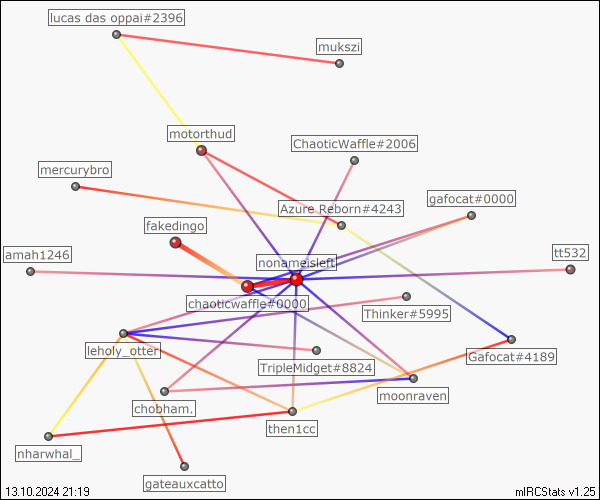 lucas das oppai#2396
mukszi
motorthud
ChaoticWaffle#2006
mercurybro
gafocat#0000
Azure Reborn#4243
fakedingo
amah1246
nonameisleft
tt532
chaoticwaffle#0000
Thinker#5995
leholy_otter
Gafocat#4189
TripleMidget#8824
moonraven
chobham.
then1cc
nharwhal_
gateauxcatto
13.10.2024 21:19
mIRCStats v1.25